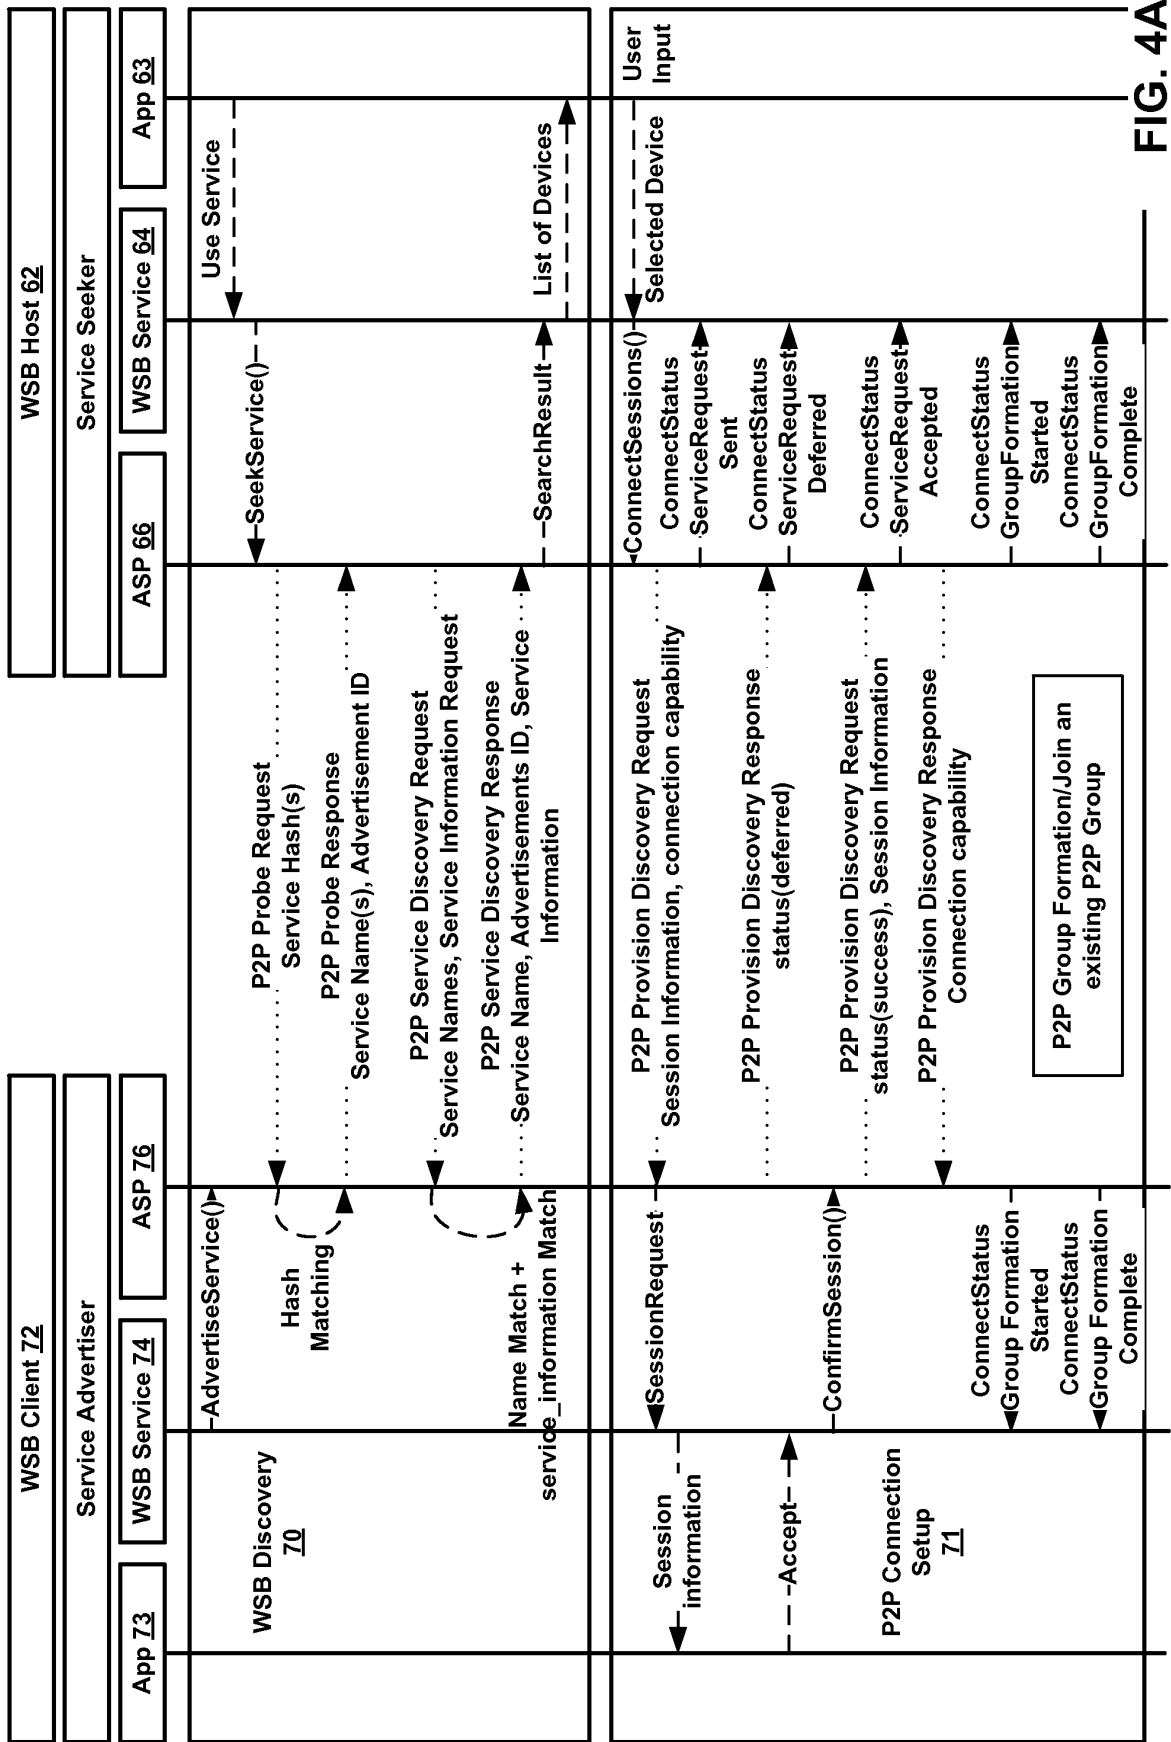 WSB Client 72
WSB Host 62
Service Advertiser
Service Seeker
App 73
WSB Service 74
ASP 76
ASP 66
WSB Service 64
App 63
WSB Discovery
70
AdvertiseService()
Use Service
SeekService()
P2P Probe Request
Service Hash(s)
Hash
Matching
P2P Probe Response
Service Name(s), Advertisement ID
P2P Service Discovery Request
Service Names, Service Information Request
Name Match +
service_information Match
P2P Service Discovery Response
Service Name, Advertisements ID, Service
Information
SearchResult
List of Devices
User
Input
Selected Device
ConnectSessions()
P2P Provision Discovery Request
Session Information, connection capability
ConnectStatus
ServiceRequest
Sent
SessionRequest
Session
information
P2P Provision Discovery Response
status(deferred)
ConnectStatus
ServiceRequest
Deferred
Accept
ConfirmSession()
P2P Provision Discovery Request
status(success), Session Information
ConnectStatus
ServiceRequest
Accepted
P2P Connection
Setup
71
P2P Provision Discovery Response
Connection capability
ConnectStatus
Group Formation
Started
ConnectStatus
GroupFormation
Started
P2P Group Formation/Join an
existing P2P Group
ConnectStatus
Group Formation
Complete
ConnectStatus
GroupFormation
Complete
FIG. 4A